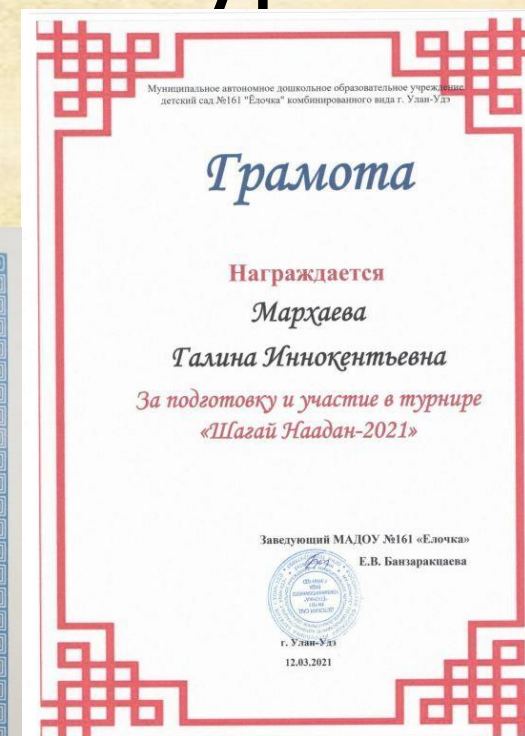 Муниципальное автономное дошкольное образовательное учреждение
детский сад №161 "Ёлочка" комбинированного вида г. Улан-Удэ
Грамота
Награждается
Мархаева
Галина Иннокентьевна
За подготовку и участие в турнире
«Шагай Наадан-2021»
Заведующий МАДОУ №161 «Елочка»
Е.В. Банзаракцаева
г. Улан-Удэ
12.03.2021